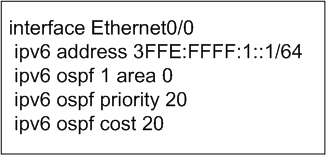 interface Ethernet0/0
ipv6 address 3FFE:FFFF:1::1/64
ipv6 ospf 1 area 0
ipv6 ospf priority 20
ipv6 ospf cost 20